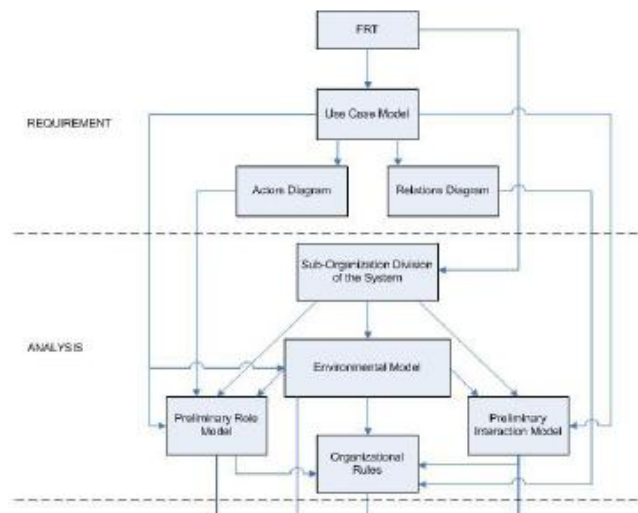 FRT
Use Case Model
REQUIREMENT
Actors Diagram
Relations Diagram
Sub-Organization Division
of the System
ANALYSIS
Environmental Model
Preliminary Role
Model
Preliminary
Interaction Model
Organizational
Rules